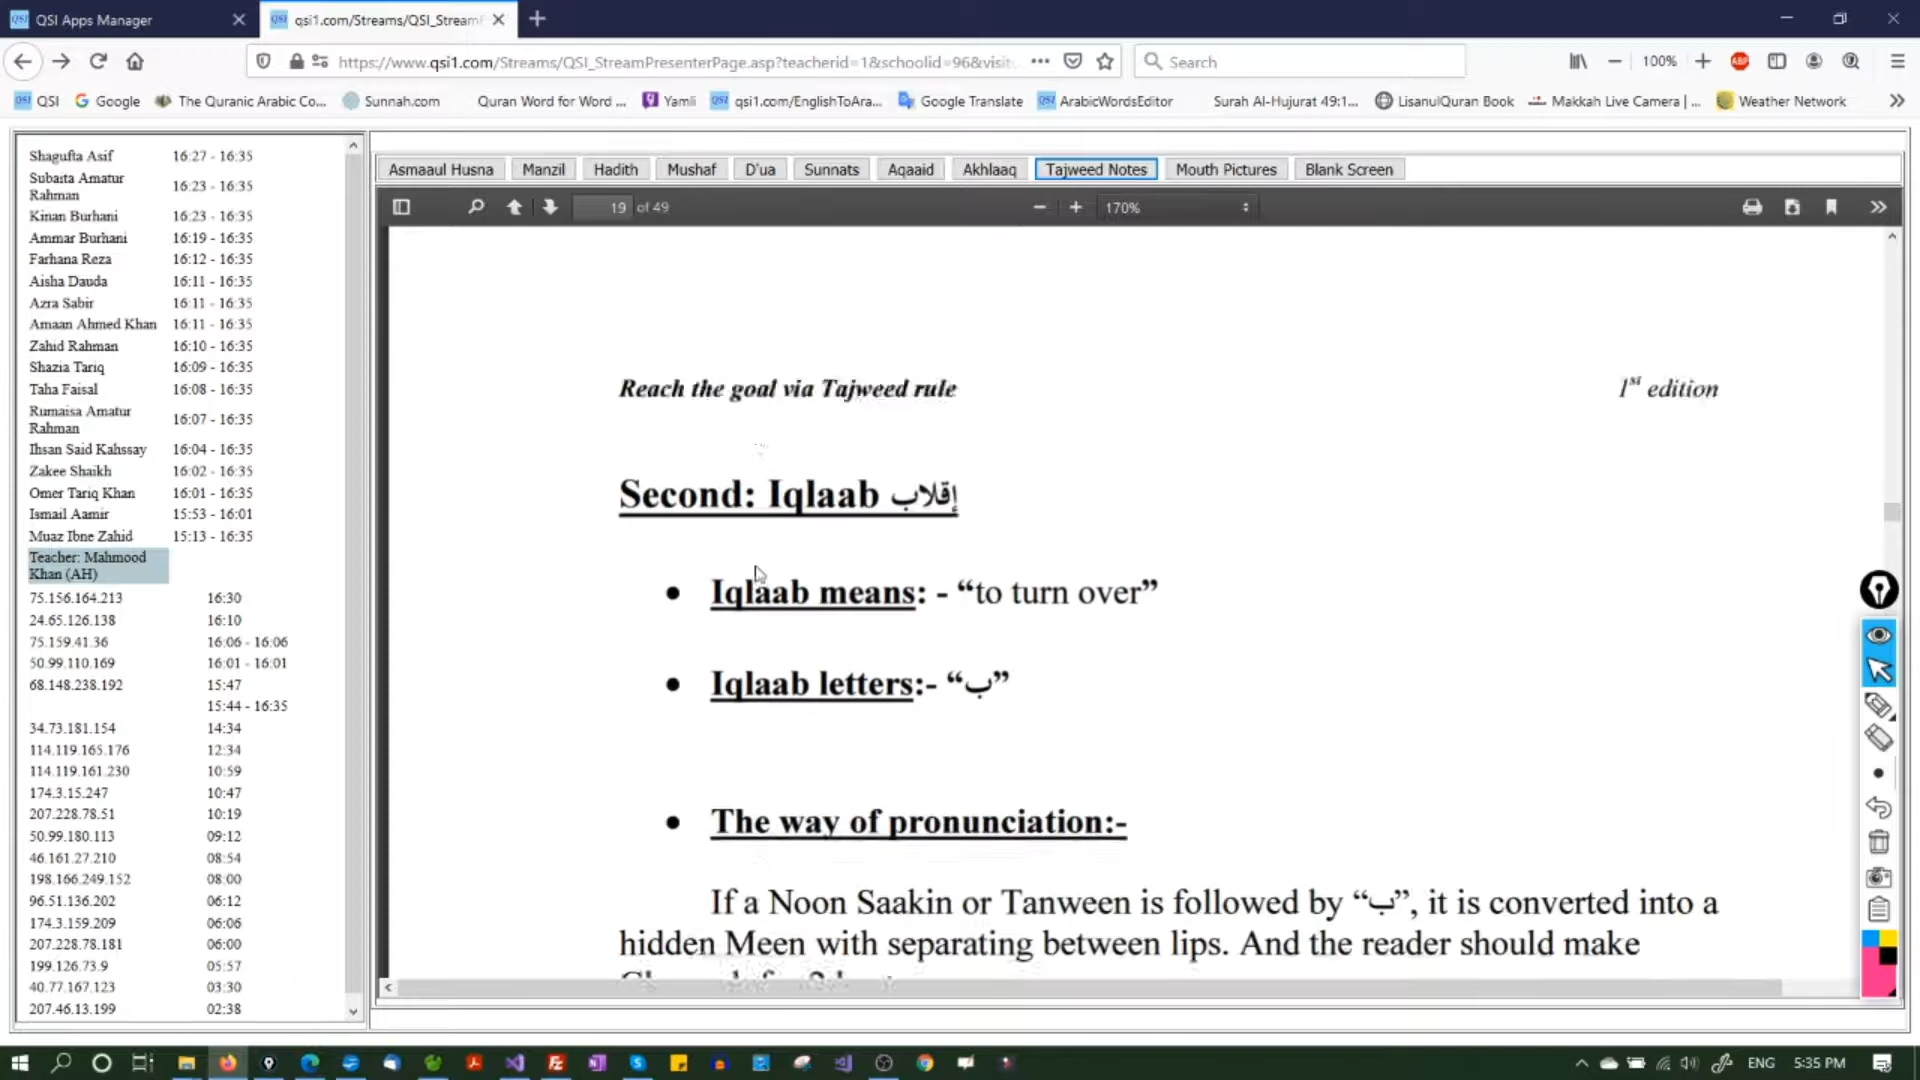 QSI Apps Manager
qsi1.com/Streams/QSI_StreamF
https://www.qsi1.com/Streams/QSI_StreamPresenterPage.asp?teacherid=1&schoolid=96&visit
Search
100%
QSI
Google
The Quranic Arabic Co...
Sunnah.com
Quran Word for Word ...
Yamli
qsi1.com/EnglishToAra...
Google Translate
ArabicWordsEditor
Surah Al-Hujurat 49:1...
LisanulQuran Book
Makkah Live Camera | ...
Weather Network
Shagufta Asif 16:27 - 16:35
Subasta Amatur
Rahman 16:23 - 16:35
Kinan Burhani 16:23 - 16:35
Ammar Burhani 16:19 - 16:35
Farhana Reza 16:12 - 16:35
Aisha Dauda 16:11 - 16:35
Azra Sabir 16:11 - 16:35
Amaan Ahmed Khan 16:11 - 16:35
Zahid Rahman 16:10 - 16:35
Shazia Tariq 16:09 - 16:35
Taha Faisal 16:08 - 16:35
Rumaisa Amatur
Rahman 16:07 - 16:35
Ihsan Said Kahssay 16:04 - 16:35
Zakee Shaikh 16:02 - 16:35
Omer Tariq Khan 16:01 - 16:35
Ismail Aamir 15:53 - 16:01
Muaz Ibne Zahid 15:13 - 16:35
Teacher: Mahmood
Khan (AH)
75.156.164.213 16:30
24.65.126.138 16:10
75.159.41.36 16:06 - 16:06
50.99.110.169 16:01 - 16:01
68.148.238.192 15:47
15:44 - 16:35
34.73.181.154 14:34
114.119.165.176 12:34
114.119.161.230 10:59
174.3.15.247 10:47
207.228.78.51 10:19
50.99.180.113 09:12
46.161.27.210 08:54
198.166.249.152 08:00
96.51.136.202 06:12
174.3.159.209 06:06
207.228.78.181 06:00
199.126.73.9 05:57
40.77.167.123 03:30
207.46.13.199 02:38
Asmaaul Husna Manzil Hadith Mushaf D'ua Sunnats Aqaaid Akhlaaq Tajweed Notes Mouth Pictures Blank Screen
19 of 49
170%
Reach the goal via Tajweed rule 1st edition
Second: Iqlaab إقلاب
• Iqlaab means: - “to turn over”
• Iqlaab letters:- “ب”
• The way of pronunciation:-
If a Noon Saakin or Tanween is followed by “ب”, it is converted into a
hidden Meen with separating between lips. And the reader should make
ENG 5:35 PM